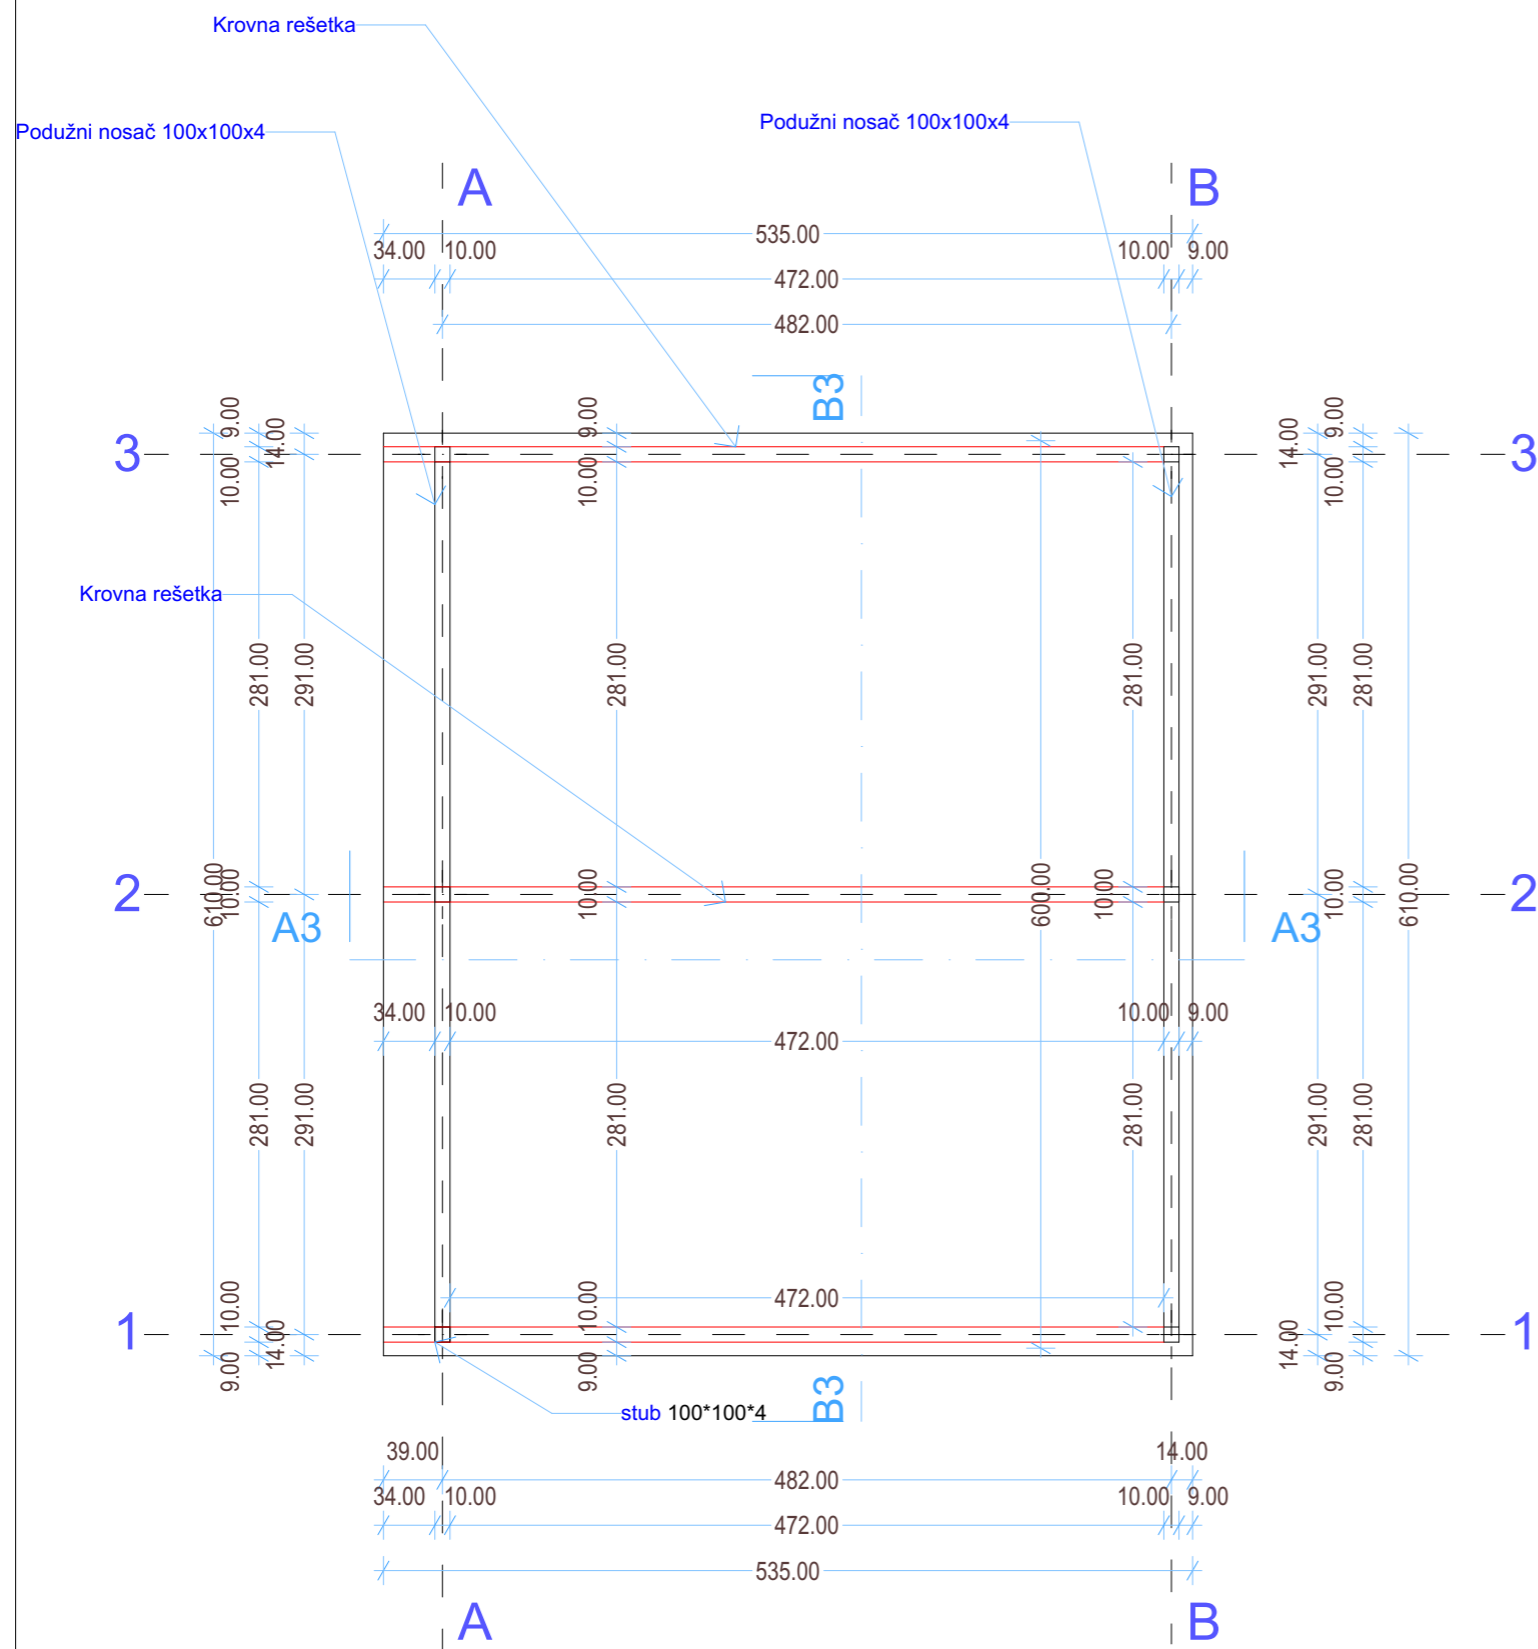 Krovna rešetka
Podužni nosač 100x100x4
Podužni nosač 100x100x4
A
B
535.00
34.00 10.00 10.00 9.00
472.00
482.00
B3
9.00 14.00 10.00
9.00 10.00
14.00 9.00 10.00
3
3
Krovna rešetka
281.00 291.00 281.00 281.00 291.00 281.00
2
610.00 10.00 10.00 600.00 10.00 10.00 610.00
2
A3
A3
34.00 10.00 10.00 9.00
472.00
281.00 291.00 281.00 281.00 291.00 281.00
472.00
1
10.00 14.00 9.00
10.00 9.00
14.00 10.00 9.00
1
B3
stub 100*100*4
39.00 14.00
482.00
34.00 10.00 10.00 9.00
472.00
535.00
A
B